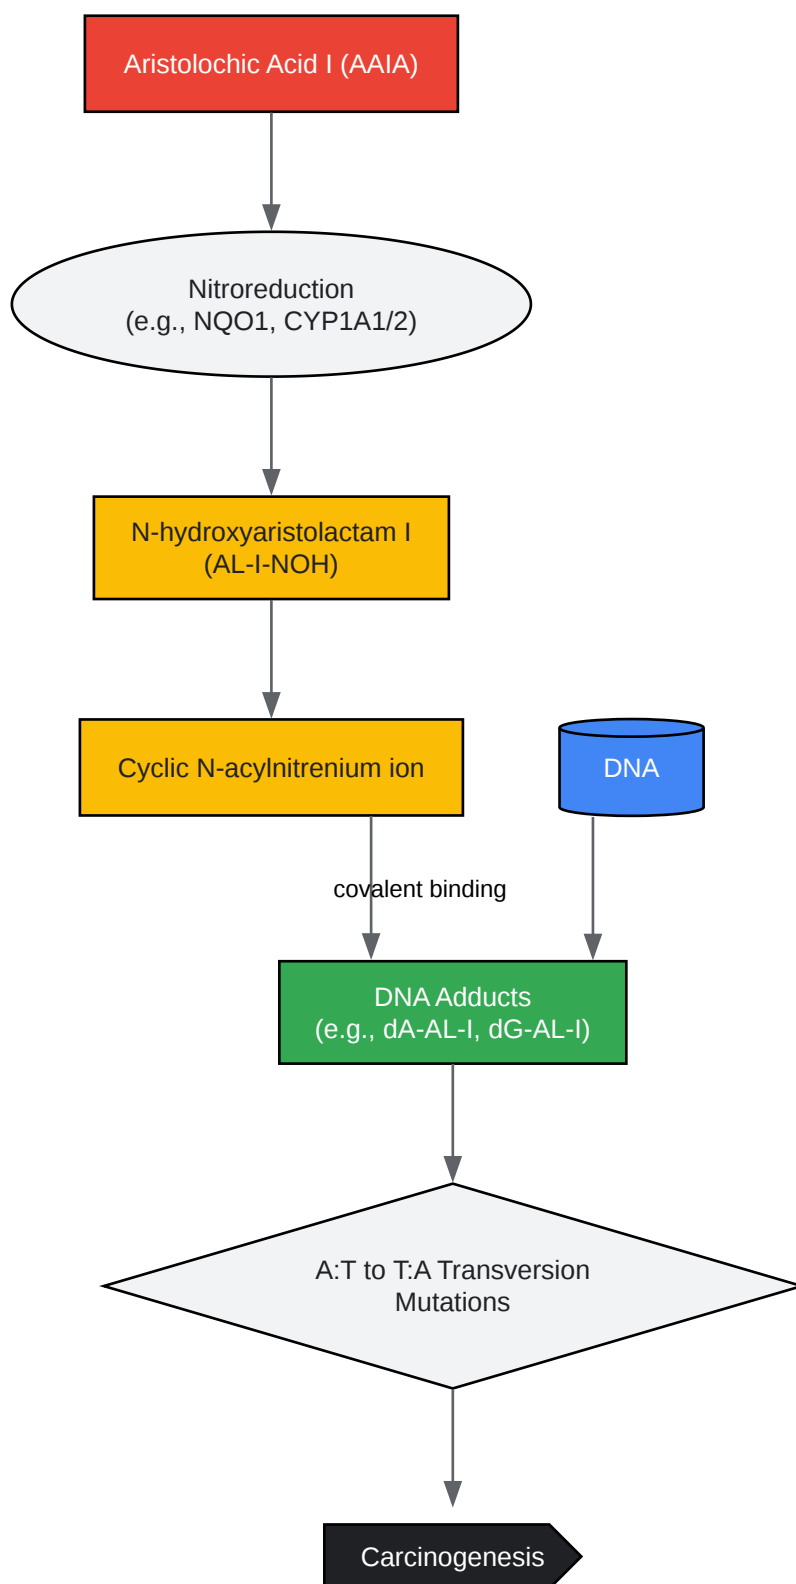 Aristolochic Acid I (AAIA)
Nitroreduction
(e.g., NQO1, CYP1A1/2)
N-hydroxyaristolactam I
(AL-I-NOH)
Cyclic N-acylnitrenium ion
DNA
covalent binding
DNA Adducts
(e.g., dA-AL-I, dG-AL-I)
A:T to T:A Transversion
Mutations
Carcinogenesis